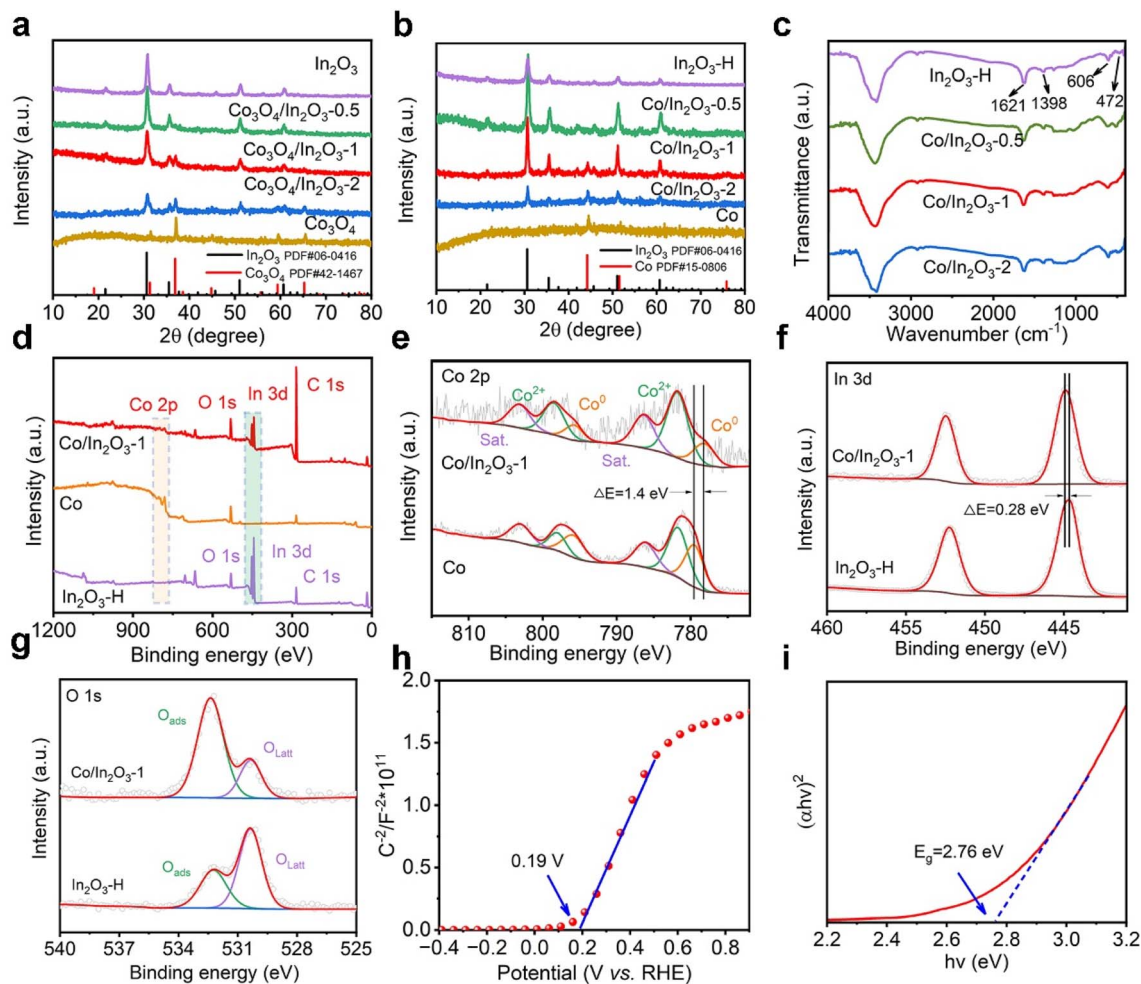 a
In₂O₃
Co₃O₄/In₂O₃-0.5
Co₃O₄/In₂O₃-1
Co₃O₄/In₂O₃-2
Co₃O₄
In₂O₃ PDF#06-0416
Co₃O₄ PDF#42-1467
Intensity (a.u.)
10 20 30 40 50 60 70 80
2θ (degree)
b
In₂O₃-H
Co/In₂O₃-0.5
Co/In₂O₃-1
Co/In₂O₃-2
Co
In₂O₃ PDF#06-0416
Co PDF#15-0806
Intensity (a.u.)
10 20 30 40 50 60 70 80
2θ (degree)
c
In₂O₃-H
606
1621 1398 472
Co/In₂O₃-0.5
Co/In₂O₃-1
Co/In₂O₃-2
Transmittance (a.u.)
4000 3000 2000 1000
Wavenumber (cm⁻¹)
d
C 1s
O 1s In 3d
Co 2p
Co/In₂O₃-1
Co
O 1s In 3d
C 1s
In₂O₃-H
Intensity (a.u.)
1200 900 600 300 0
Binding energy (eV)
e
Co 2p
Co²⁺ Co²⁺
Co⁰
Co⁰
Sat. Sat.
Co/In₂O₃-1
ΔE=1.4 eV
Co
Intensity (a.u.)
810 800 790 780
Binding energy (eV)
f
In 3d
Co/In₂O₃-1
ΔE=0.28 eV
In₂O₃-H
Intensity (a.u.)
460 455 450 445
Binding energy (eV)
g
O 1s
O_ads
O_Latt
Co/In₂O₃-1
O_ads
O_Latt
In₂O₃-H
Intensity (a.u.)
540 537 534 531 528 525
Binding energy (eV)
h
2.0
1.5
1.0
0.5
0.0
C⁻²/F⁻²*10¹¹
0.19 V
−0.4 −0.2 0.0 0.2 0.4 0.6 0.8
Potential (V vs. RHE)
i
(αhv)²
E_g=2.76 eV
2.2 2.4 2.6 2.8 3.0 3.2
hv (eV)